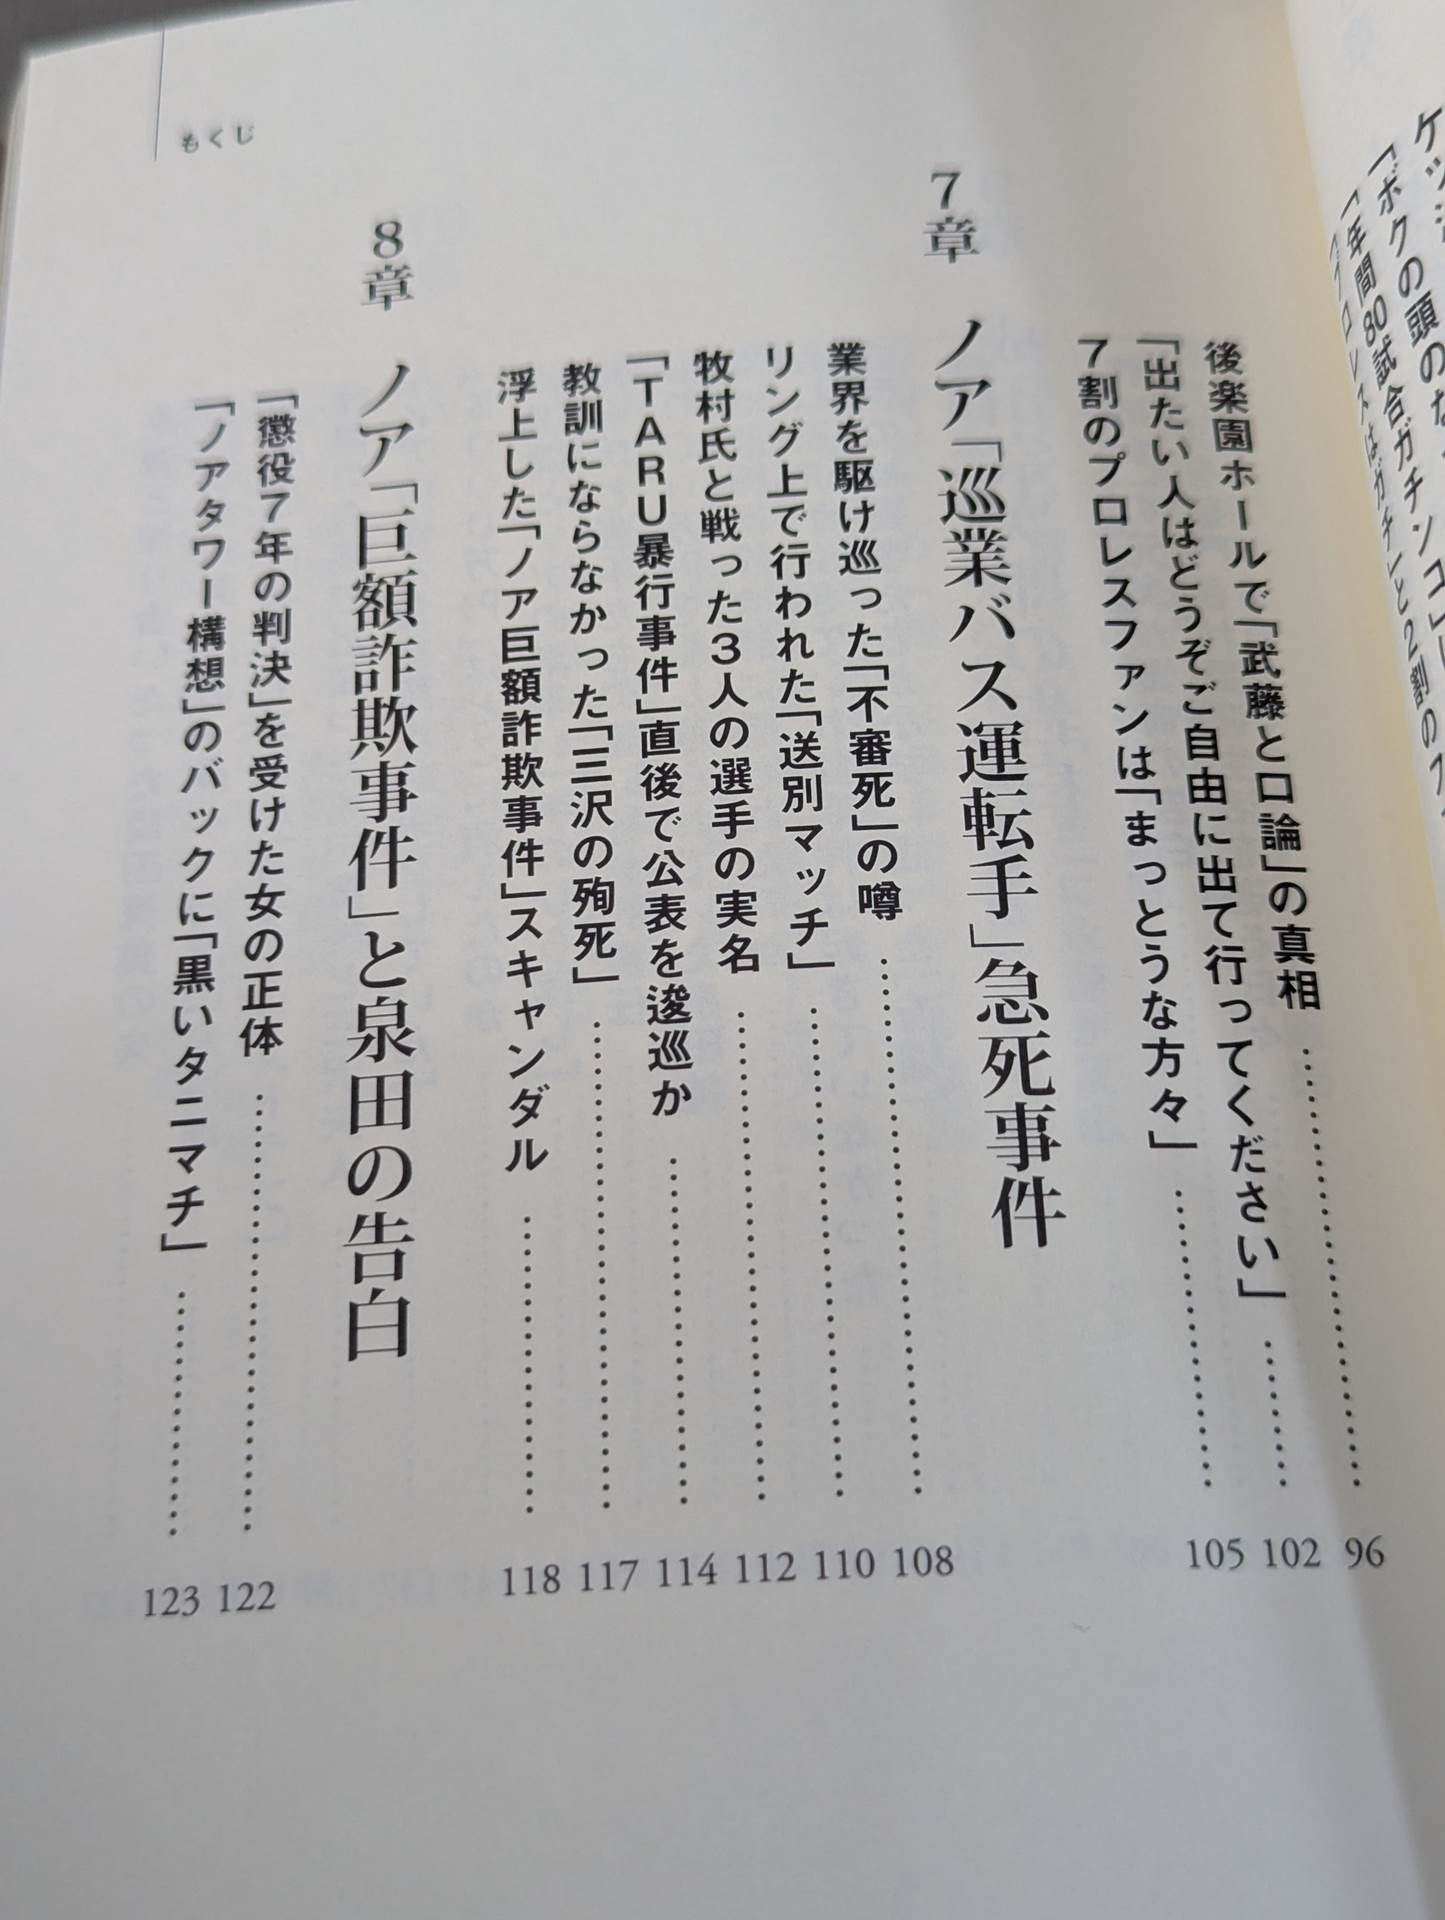 もくじ
後楽園ホールで「武藤と口論」の真相 96
「出たい人はどうぞご自由に出て行ってください」 102
7割のプロレスファンは「まっとうな方々」 105
7章 ノア「巡業バス運転手」急死事件
業界を駆け巡った「不審死」の噂 108
リング上で行われた「送別マッチ」 110
牧村氏と戦った3人の選手の実名 112
「TARU暴行事件」直後で公表を逡巡か 114
教訓にならなかった「三沢の殉死」 117
浮上した「ノア巨額詐欺事件」スキャンダル 118
8章 ノア「巨額詐欺事件」と泉田の告白
「懲役7年の判決」を受けた女の正体 122
「ノアタワー構想」のバックに「黒いタニマチ」 123